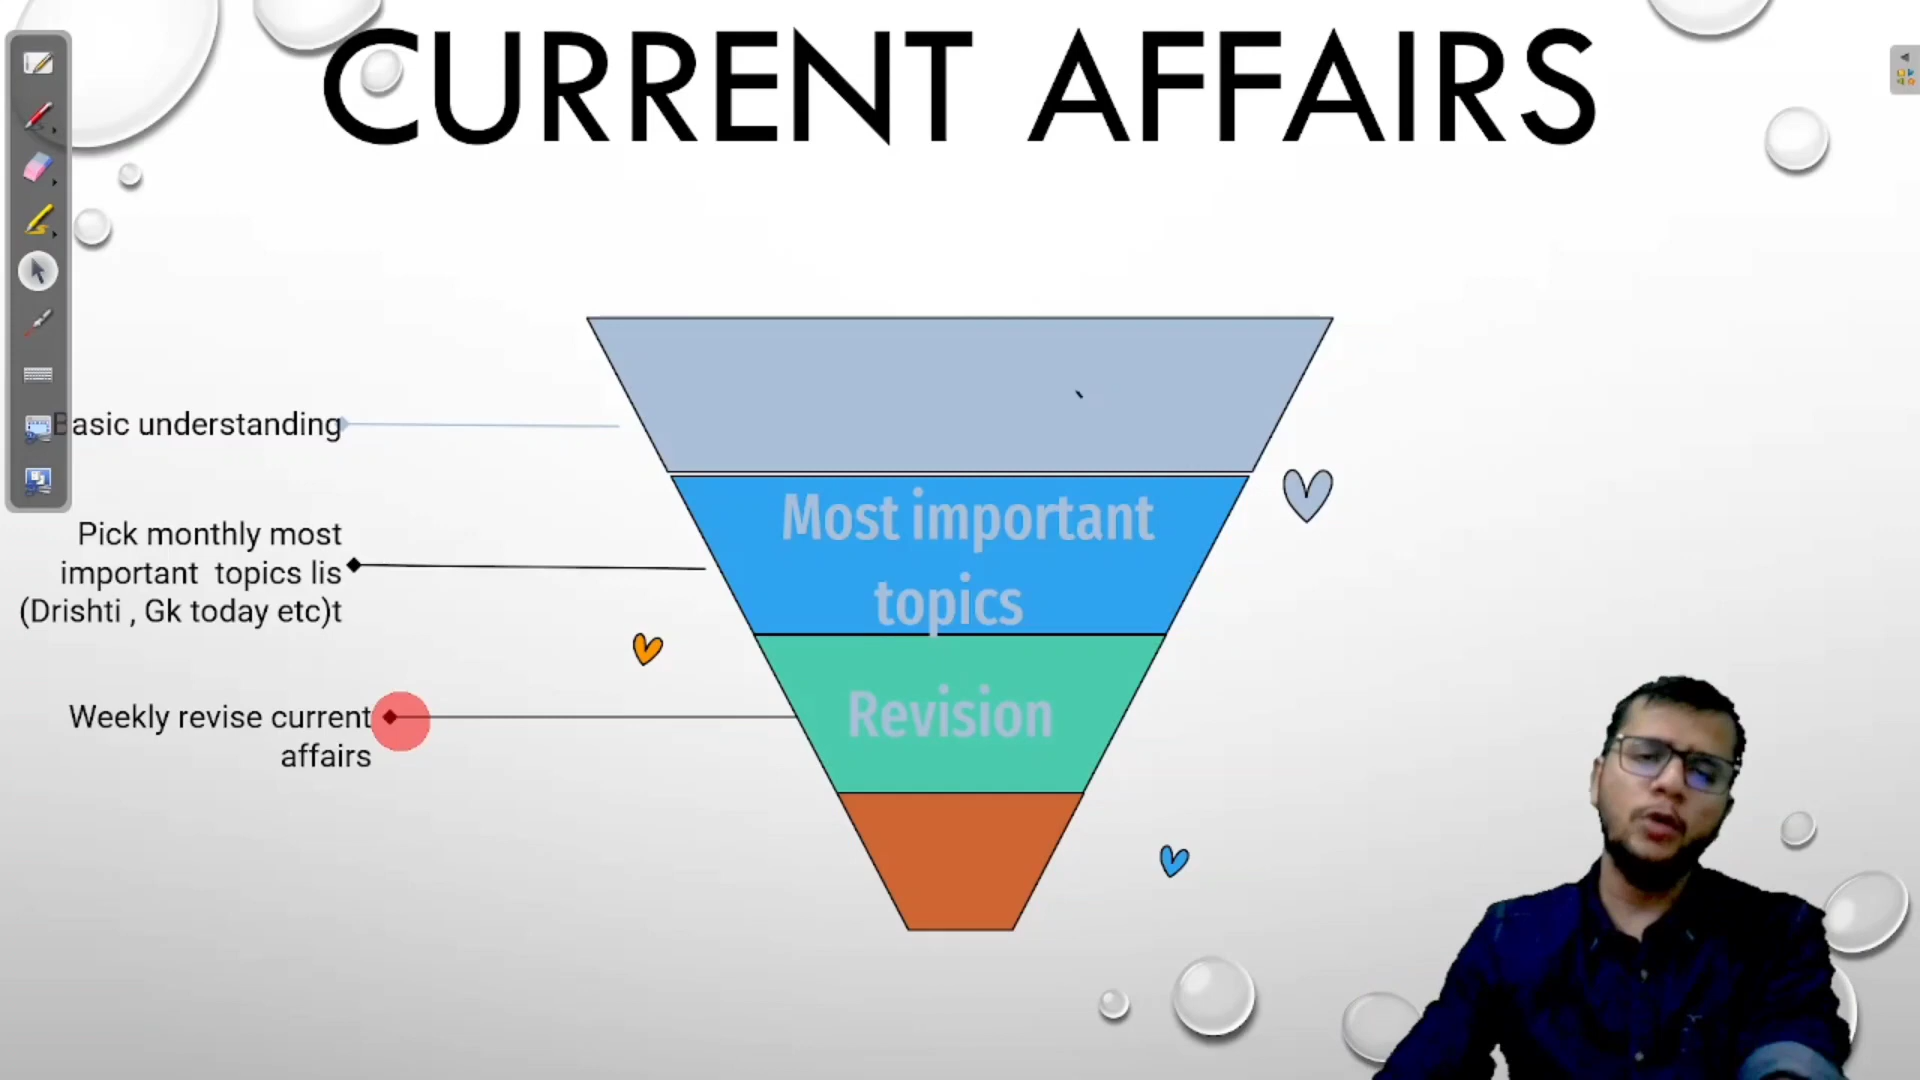 CURRENT AFFAIRS
Basic understanding
Most important
topics
Pick monthly most
important topics lis
(Drishti , Gk today etc)t
Revision
Weekly revise current
affairs